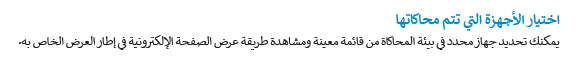 اختيار الأجهزة التي تتم محاكاتها
يمكنك تحديد جهاز محدد في بيئة المحاكاة من قائمة معينة ومشاهدة طريقة عرض الصفحة الإلكترونية في إطار العرض الخاص به.